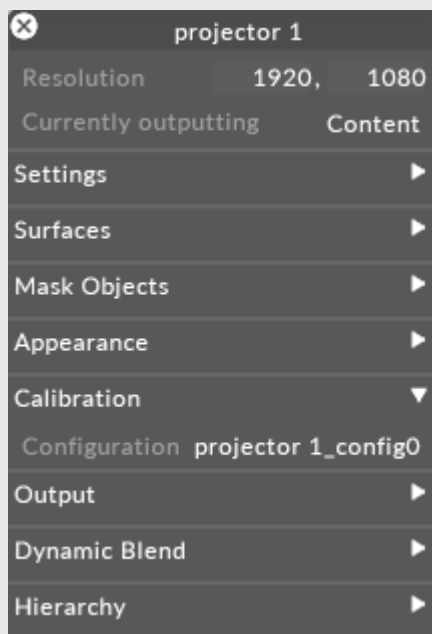 projector 1
Resolution 1920, 1080
Currently outputting Content
Settings
Surfaces
Mask Objects
Appearance
Calibration
Configuration projector 1_config0
Output
Dynamic Blend
Hierarchy